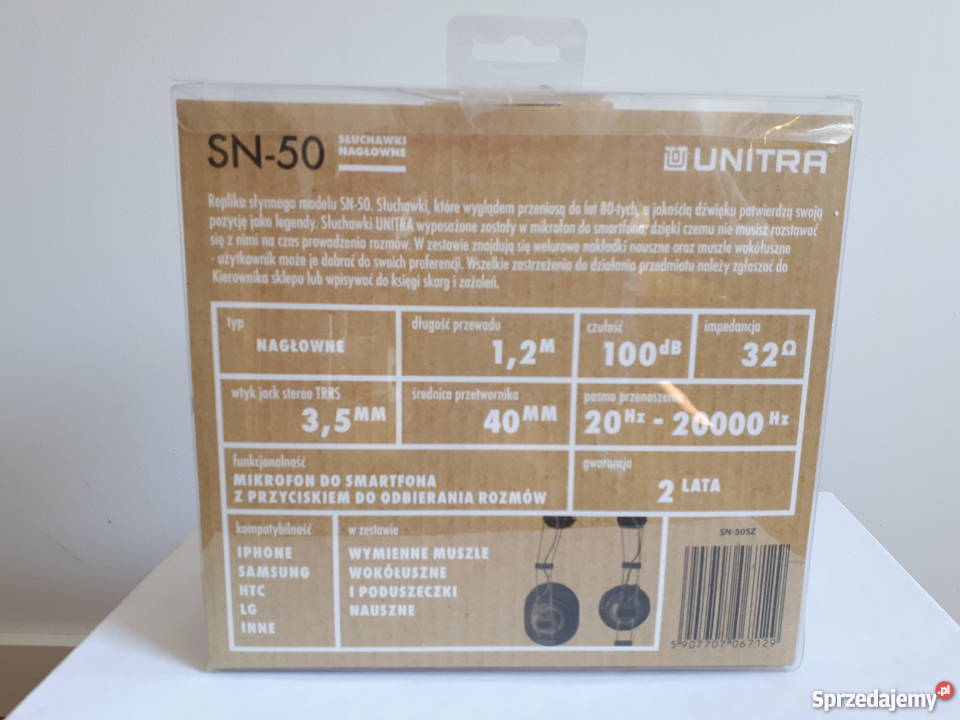 SN-50 SŁUCHAWKI
NAGŁOWNE
UNITRA
Replika słynnego modelu SN-50. Słuchawki, które wyglądem przeniosą do lat 80-tych, a jakością dźwięku potwierdzą swoją
pozycję jako legendy. Słuchawki UNITRA wyposażone zostały w mikrofon do smartfona, dzięki czemu nie musisz rozstawać
się z nimi na czas prowadzenia rozmów. W zestawie znajdują się welurowe nakładki nauszne oraz muszle wokółuszne
- użytkownik może je dobrać do swoich preferencji. Wszelkie zastrzeżenia do działania przedmiotu należy zgłaszać do
Kierownika sklepu lub wpisywać do księgi skarg i zażaleń.
typ
NAGŁOWNE
długość przewodu
1,2M
czułość
100dB
impedancja
32Ω
wtyk jack stereo TRRS
3,5MM
średnica przetwornika
40MM
pasmo przenoszenia
20Hz - 20000Hz
funkcjonalność
MIKROFON DO SMARTFONA
Z PRZYCISKIEM DO ODBIERANIA ROZMÓW
gwarancja
2 LATA
kompatybilność
IPHONE
SAMSUNG
HTC
LG
INNE
w zestawie
WYMIENNE MUSZLE
WOKÓŁUSZNE
I PODUSZECZKI
NAUSZNE
SN-50SZ
5 907707 067129
Sprzedajemy.pl